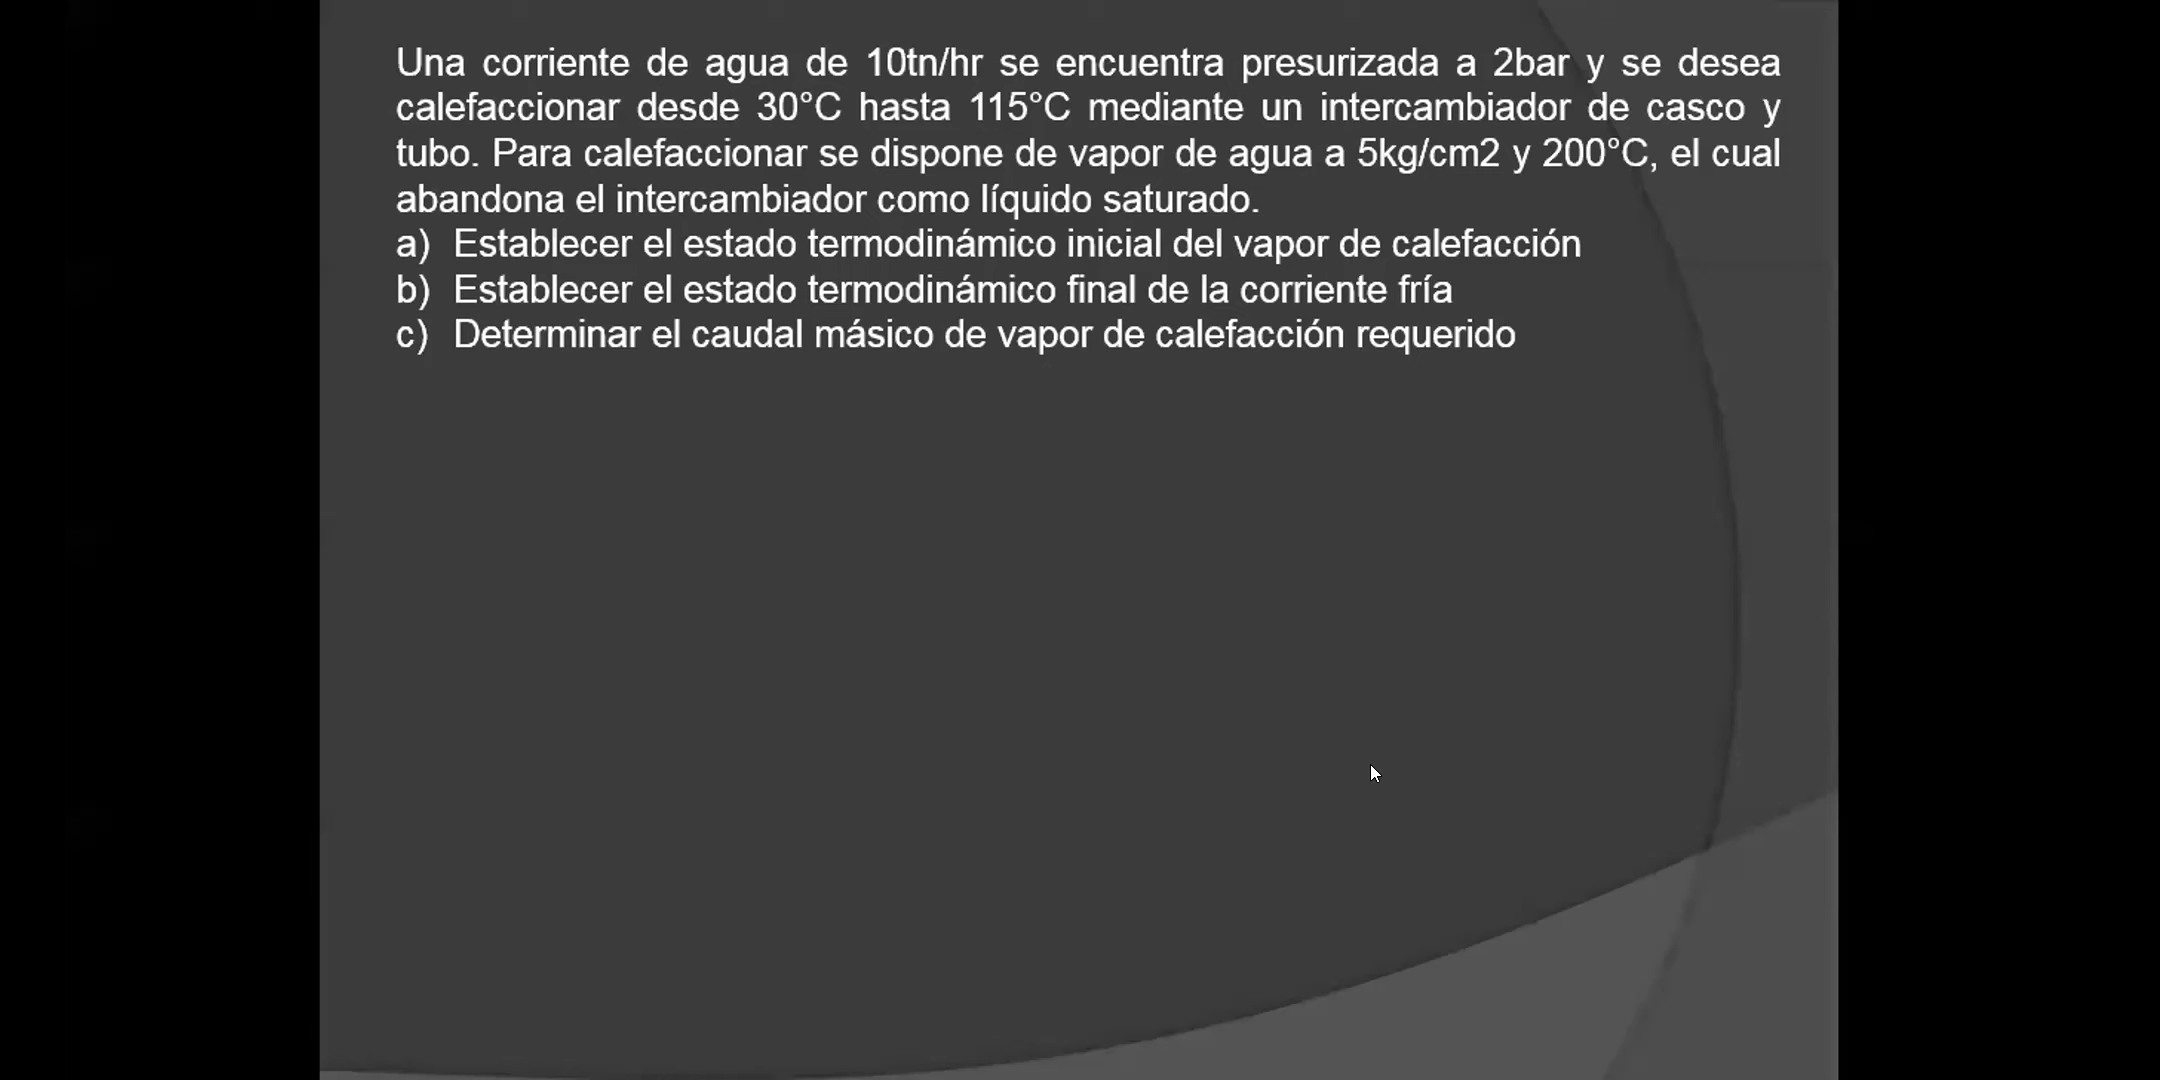 Una corriente de agua de 10tn/hr se encuentra presurizada a 2bar y se desea
calefaccionar desde 30°C hasta 115°C mediante un intercambiador de casco y
tubo. Para calefaccionar se dispone de vapor de agua a 5kg/cm2 y 200°C, el cual
abandona el intercambiador como líquido saturado.
a) Establecer el estado termodinámico inicial del vapor de calefacción
b) Establecer el estado termodinámico final de la corriente fría
c) Determinar el caudal másico de vapor de calefacción requerido